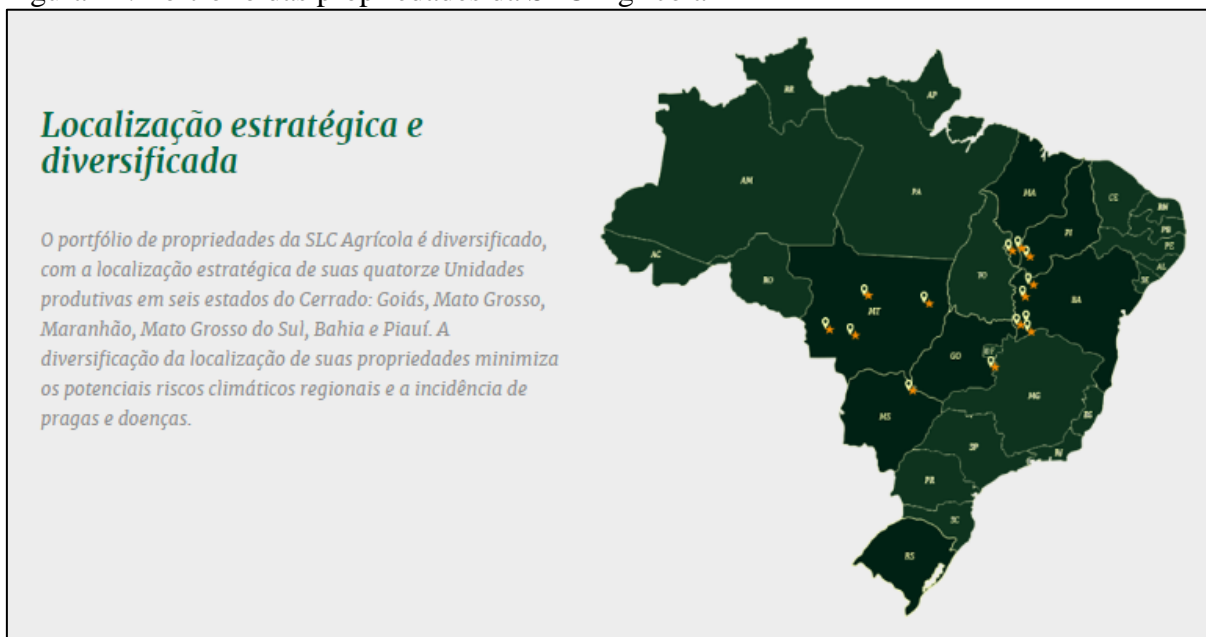 Localização estratégica e
diversificada
O portfólio de propriedades da SLC Agrícola é diversificado,
com a localização estratégica de suas quatorze Unidades
produtivas em seis estados do Cerrado: Goiás, Mato Grosso,
Maranhão, Mato Grosso do Sul, Bahia e Piauí. A
diversificação da localização de suas propriedades minimiza
os potenciais riscos climáticos regionais e a incidência de
pragas e doenças.
RR
AP
AM
PA
MA
CE
RN
PB
PE
AL
SE
PI
AC
RO
TO
BA
MT
GO
DF
MG
ES
MS
SP
RJ
PR
SC
RS